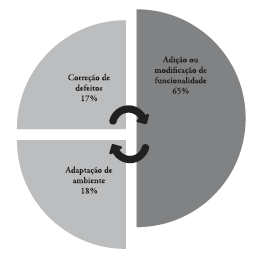 Correção de
defeitos
17%
Adição ou
modificação de
funcionalidade
65%
Adaptação de
ambiente
18%